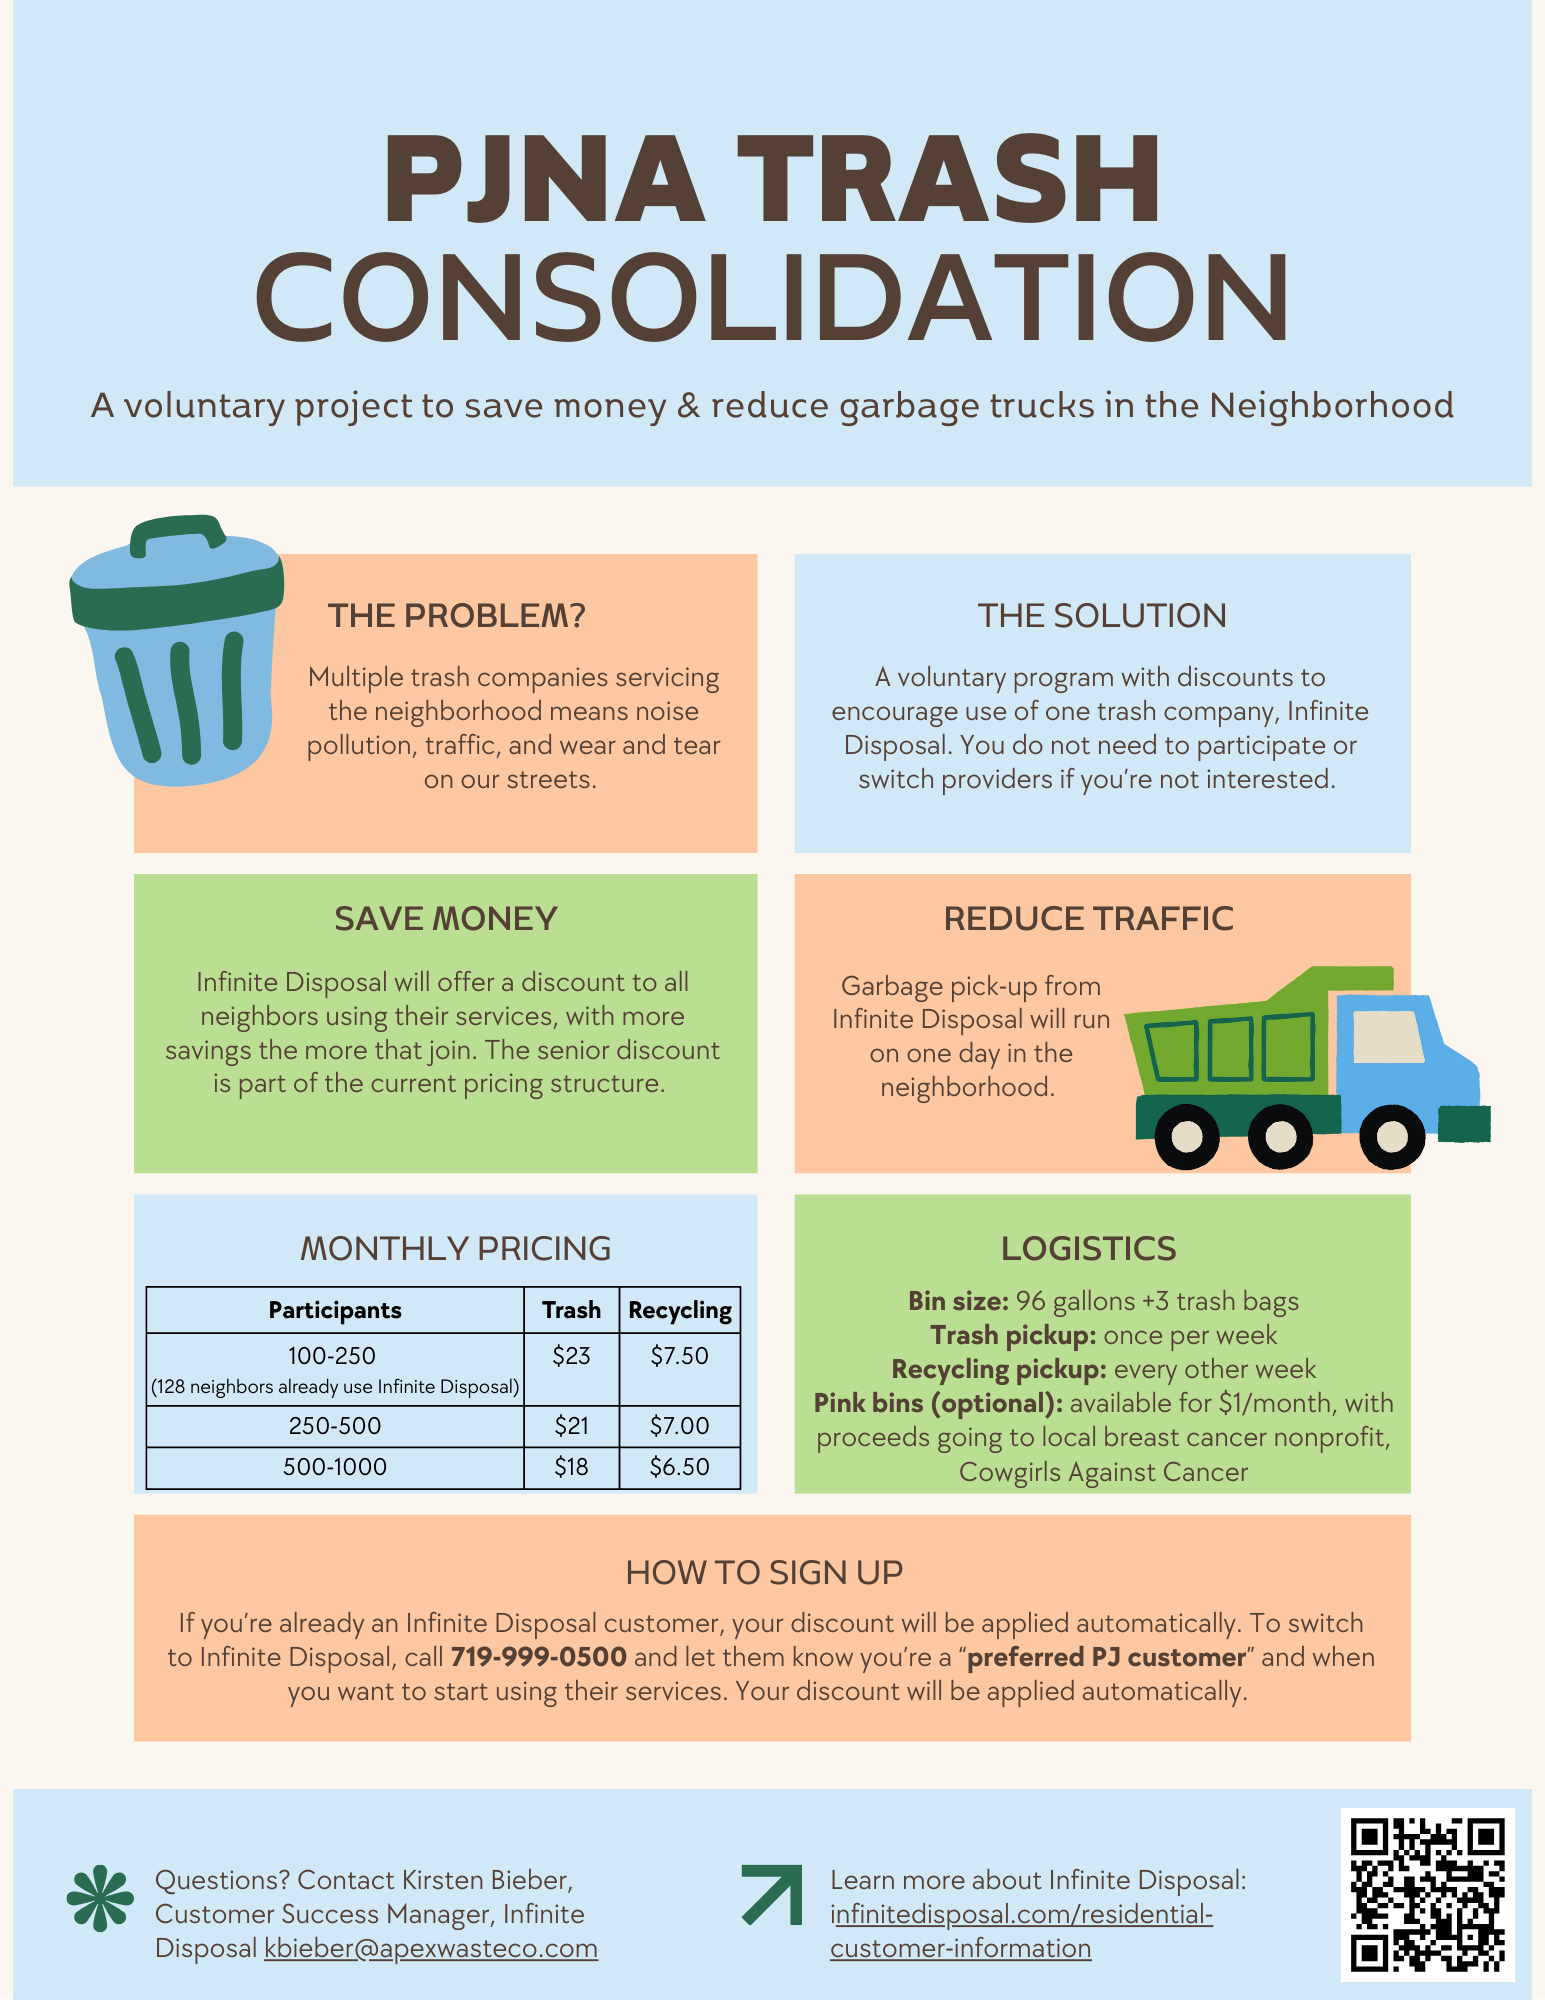 PJNA TRASH
CONSOLIDATION
A voluntary project to save money & reduce garbage trucks in the Neighborhood
THE PROBLEM?
Multiple trash companies servicing
the neighborhood means noise
pollution, traffic, and wear and tear
on our streets.
THE SOLUTION
A voluntary program with discounts to
encourage use of one trash company, Infinite
Disposal. You do not need to participate or
switch providers if you're not interested.
SAVE MONEY
Infinite Disposal will offer a discount to all
neighbors using their services, with more
savings the more that join. The senior discount
is part of the current pricing structure.
REDUCE TRAFFIC
Garbage pick-up from
Infinite Disposal will run
on one day in the
neighborhood.
MONTHLY PRICING
Participants Trash Recycling
100-250 $23 $7.50
(128 neighbors already use Infinite Disposal)
250-500 $21 $7.00
500-1000 $18 $6.50
LOGISTICS
Bin size: 96 gallons +3 trash bags
Trash pickup: once per week
Recycling pickup: every other week
Pink bins (optional): available for $1/month, with
proceeds going to local breast cancer nonprofit,
Cowgirls Against Cancer
HOW TO SIGN UP
If you're already an Infinite Disposal customer, your discount will be applied automatically. To switch
to Infinite Disposal, call 719-999-0500 and let them know you're a "preferred PJ customer" and when
you want to start using their services. Your discount will be applied automatically.
Questions? Contact Kirsten Bieber,
Customer Success Manager, Infinite
Disposal kbieber@apexwasteco.com
Learn more about Infinite Disposal:
infinitedisposal.com/residential-
customer-information